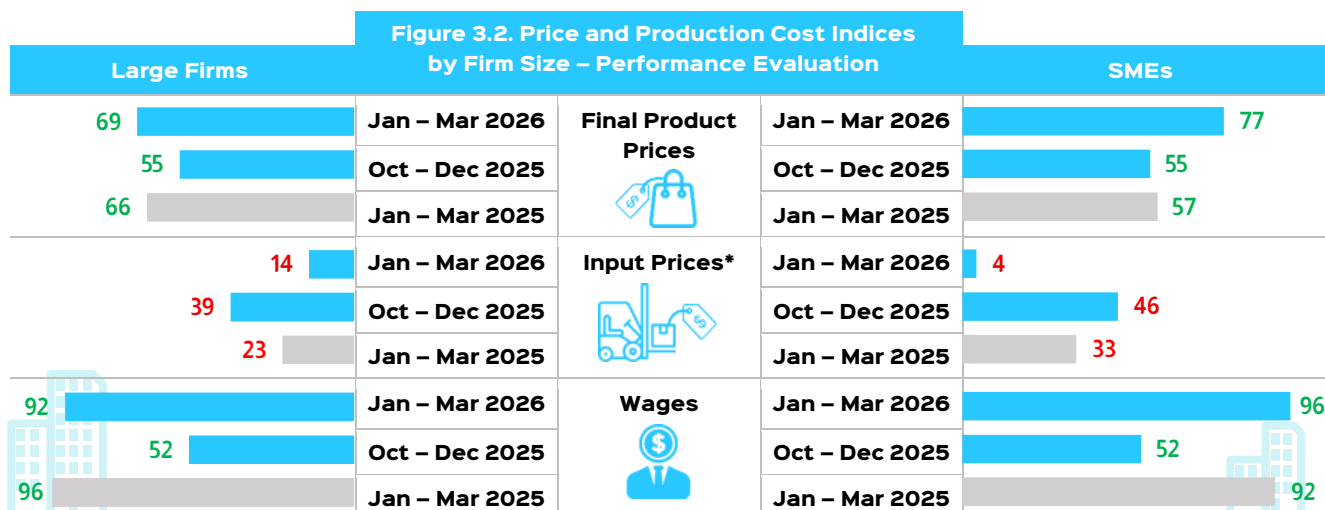 Figure 3.2. Price and Production Cost Indices
by Firm Size – Performance Evaluation
Large Firms
SMEs
69 Jan – Mar 2026 Final Product Jan – Mar 2026 77
Prices
55 Oct – Dec 2025 Oct – Dec 2025 55
66 Jan – Mar 2025 Jan – Mar 2025 57
14 Jan – Mar 2026 Input Prices* Jan – Mar 2026 4
39 Oct – Dec 2025 Oct – Dec 2025 46
23 Jan – Mar 2025 Jan – Mar 2025 33
92 Jan – Mar 2026 Wages Jan – Mar 2026 96
52 Oct – Dec 2025 Oct – Dec 2025 52
96 Jan – Mar 2025 Jan – Mar 2025 92